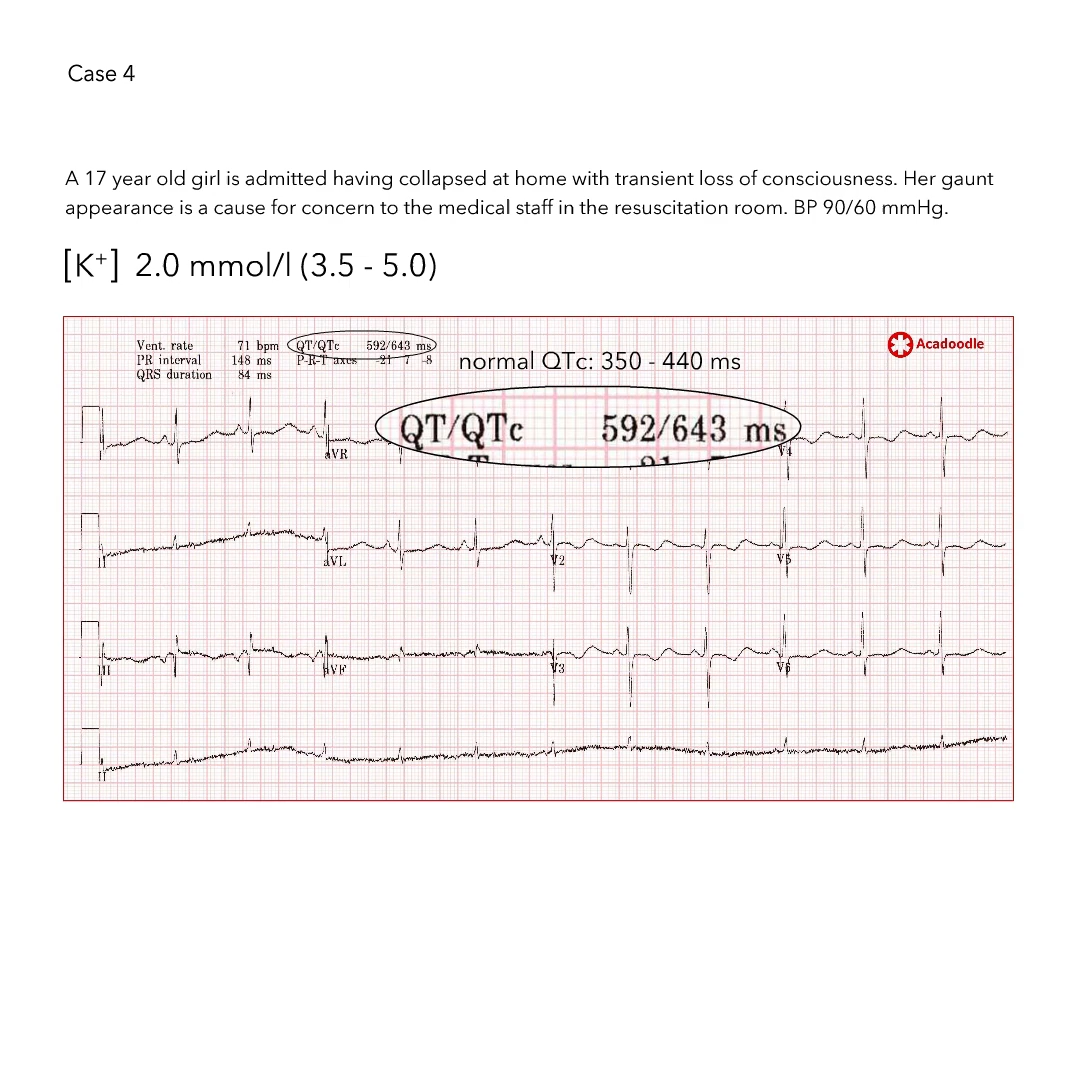 Case 4
A 17 year old girl is admitted having collapsed at home with transient loss of consciousness. Her gaunt
appearance is a cause for concern to the medical staff in the resuscitation room. BP 90/60 mmHg.
[K⁺] 2.0 mmol/l (3.5 - 5.0)
Vent. rate 71 bpm QT/QTc 592/643 ms
PR interval 148 ms P-R-T axes -21 7 -8
QRS duration 84 ms
Acadoodle
normal QTc: 350 - 440 ms
QT/QTc 592/643 ms
aVR V4
II aVL V2 V5
III aVF V3 V6
II